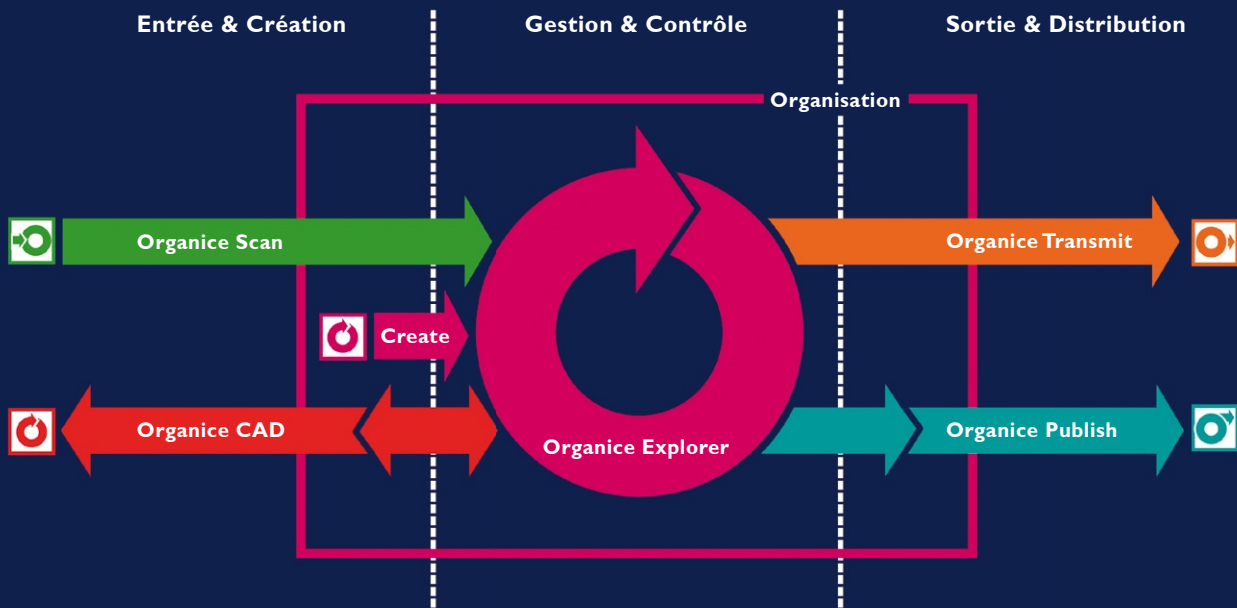 Entrée & Création
Gestion & Contrôle
Sortie & Distribution
Organisation
Organice Scan
Organice Transmit
Create
Organice CAD
Organice Explorer
Organice Publish